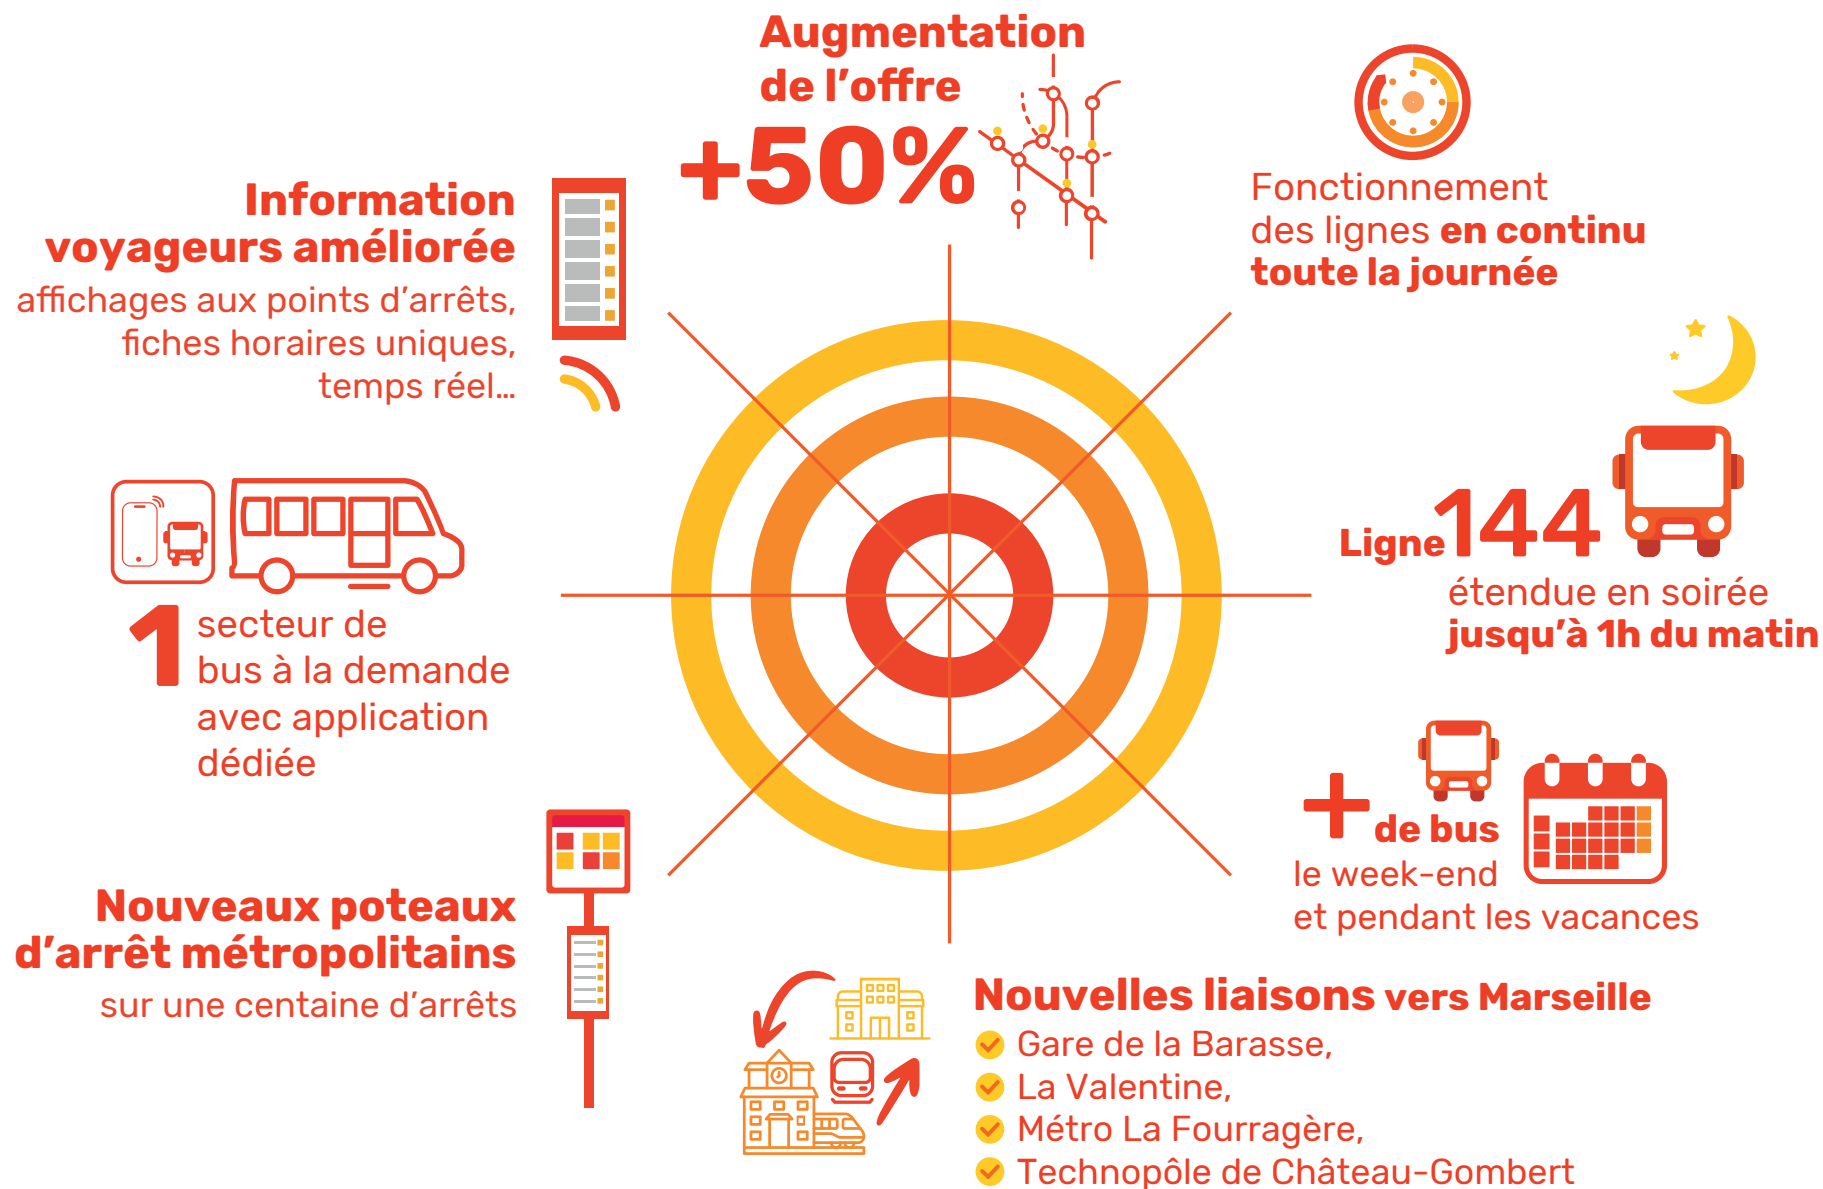 Augmentation
de l’offre
+50%
Fonctionnement
des lignes en continu
toute la journée
Ligne 144
étendue en soirée
jusqu’à 1h du matin
+ de bus
le week-end
et pendant les vacances
Nouvelles liaisons vers Marseille
Gare de la Barasse,
La Valentine,
Métro La Fourragère,
Technopôle de Château-Gombert
Nouveaux poteaux
d’arrêt métropolitains
sur une centaine d’arrêts
1 secteur de
bus à la demande
avec application
dédiée
Information
voyageurs améliorée
affichages aux points d’arrêts,
fiches horaires uniques,
temps réel...